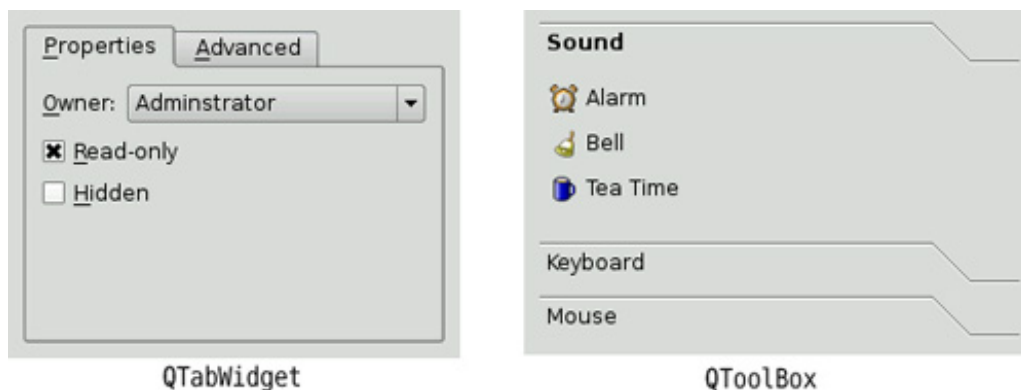 Properties
Advanced
Owner: Adminstrator
Read-only
Hidden
QTabWidget
Sound
Alarm
Bell
Tea Time
Keyboard
Mouse
QToolBox